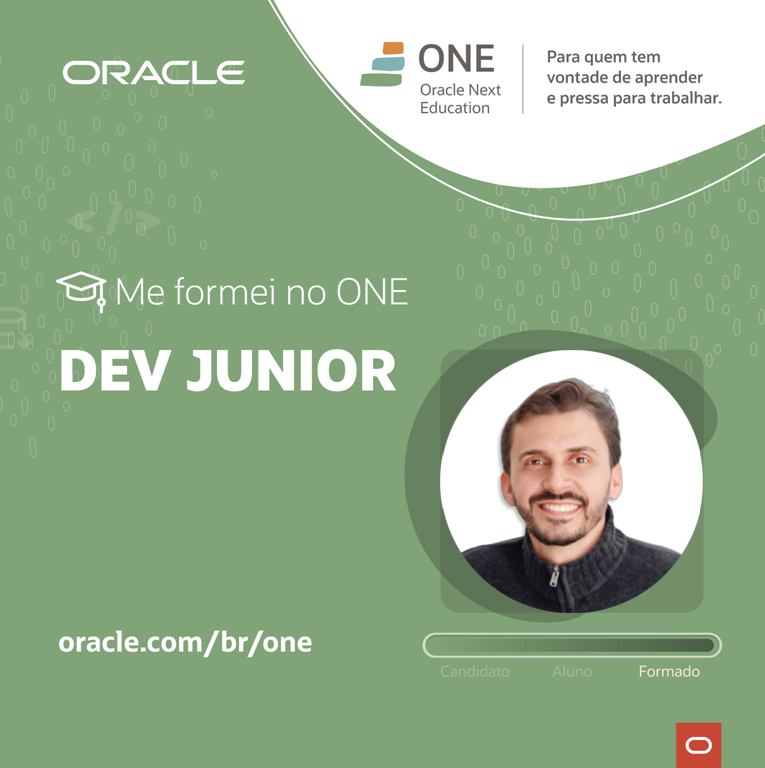 ORACLE
ONE
Oracle Next
Education
Para quem tem
vontade de aprender
e pressa para trabalhar.
</>
Me formei no ONE
DEV JUNIOR
oracle.com/br/one
Candidato
Aluno
Formado